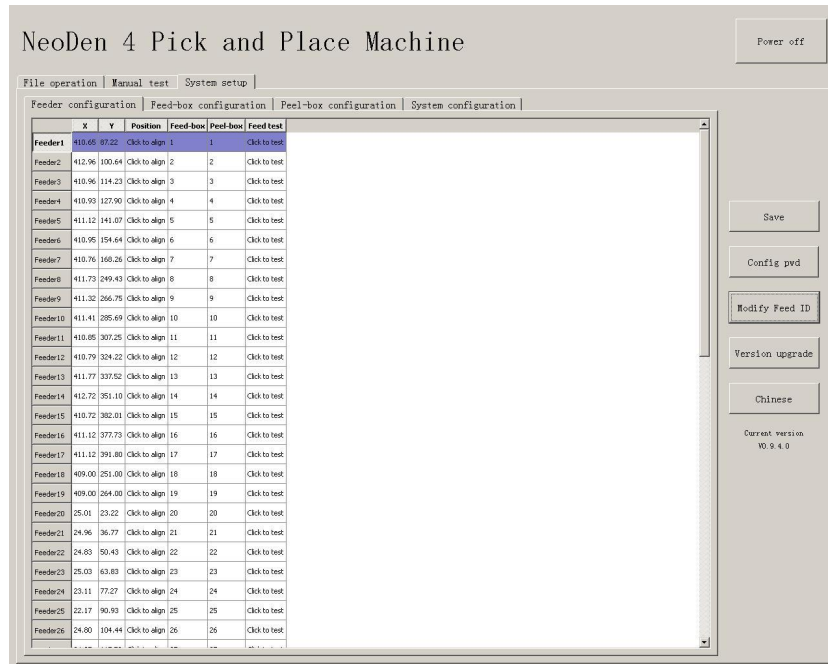 NeoDen 4 Pick and Place Machine
Power off
File operation Manual test System setup
Feeder configuration Feed-box configuration Peel-box configuration System configuration
X Y Position Feed-box Peel-box Feed test
Feeder1 410.65 87.22 Click to align 1 1 Click to test
Feeder2 412.96 100.64 Click to align 2 2 Click to test
Feeder3 410.96 114.23 Click to align 3 3 Click to test
Feeder4 410.93 127.90 Click to align 4 4 Click to test
Feeder5 411.12 141.07 Click to align 5 5 Click to test
Feeder6 410.95 154.64 Click to align 6 6 Click to test
Feeder7 410.76 168.26 Click to align 7 7 Click to test
Feeder8 411.73 249.43 Click to align 8 8 Click to test
Feeder9 411.32 266.75 Click to align 9 9 Click to test
Feeder10 411.41 285.69 Click to align 10 10 Click to test
Feeder11 410.85 307.25 Click to align 11 11 Click to test
Feeder12 410.79 324.22 Click to align 12 12 Click to test
Feeder13 411.77 337.52 Click to align 13 13 Click to test
Feeder14 412.72 351.10 Click to align 14 14 Click to test
Feeder15 410.72 382.01 Click to align 15 15 Click to test
Feeder16 411.12 377.73 Click to align 16 16 Click to test
Feeder17 411.12 391.80 Click to align 17 17 Click to test
Feeder18 409.00 251.00 Click to align 18 18 Click to test
Feeder19 409.00 264.00 Click to align 19 19 Click to test
Feeder20 25.01 23.22 Click to align 20 20 Click to test
Feeder21 24.96 36.77 Click to align 21 21 Click to test
Feeder22 24.83 50.43 Click to align 22 22 Click to test
Feeder23 25.03 63.83 Click to align 23 23 Click to test
Feeder24 23.11 77.27 Click to align 24 24 Click to test
Feeder25 22.17 90.93 Click to align 25 25 Click to test
Feeder26 24.80 104.44 Click to align 26 26 Click to test
Save
Config pwd
Modify Feed ID
Version upgrade
Chinese
Current version
V0.9.4.0